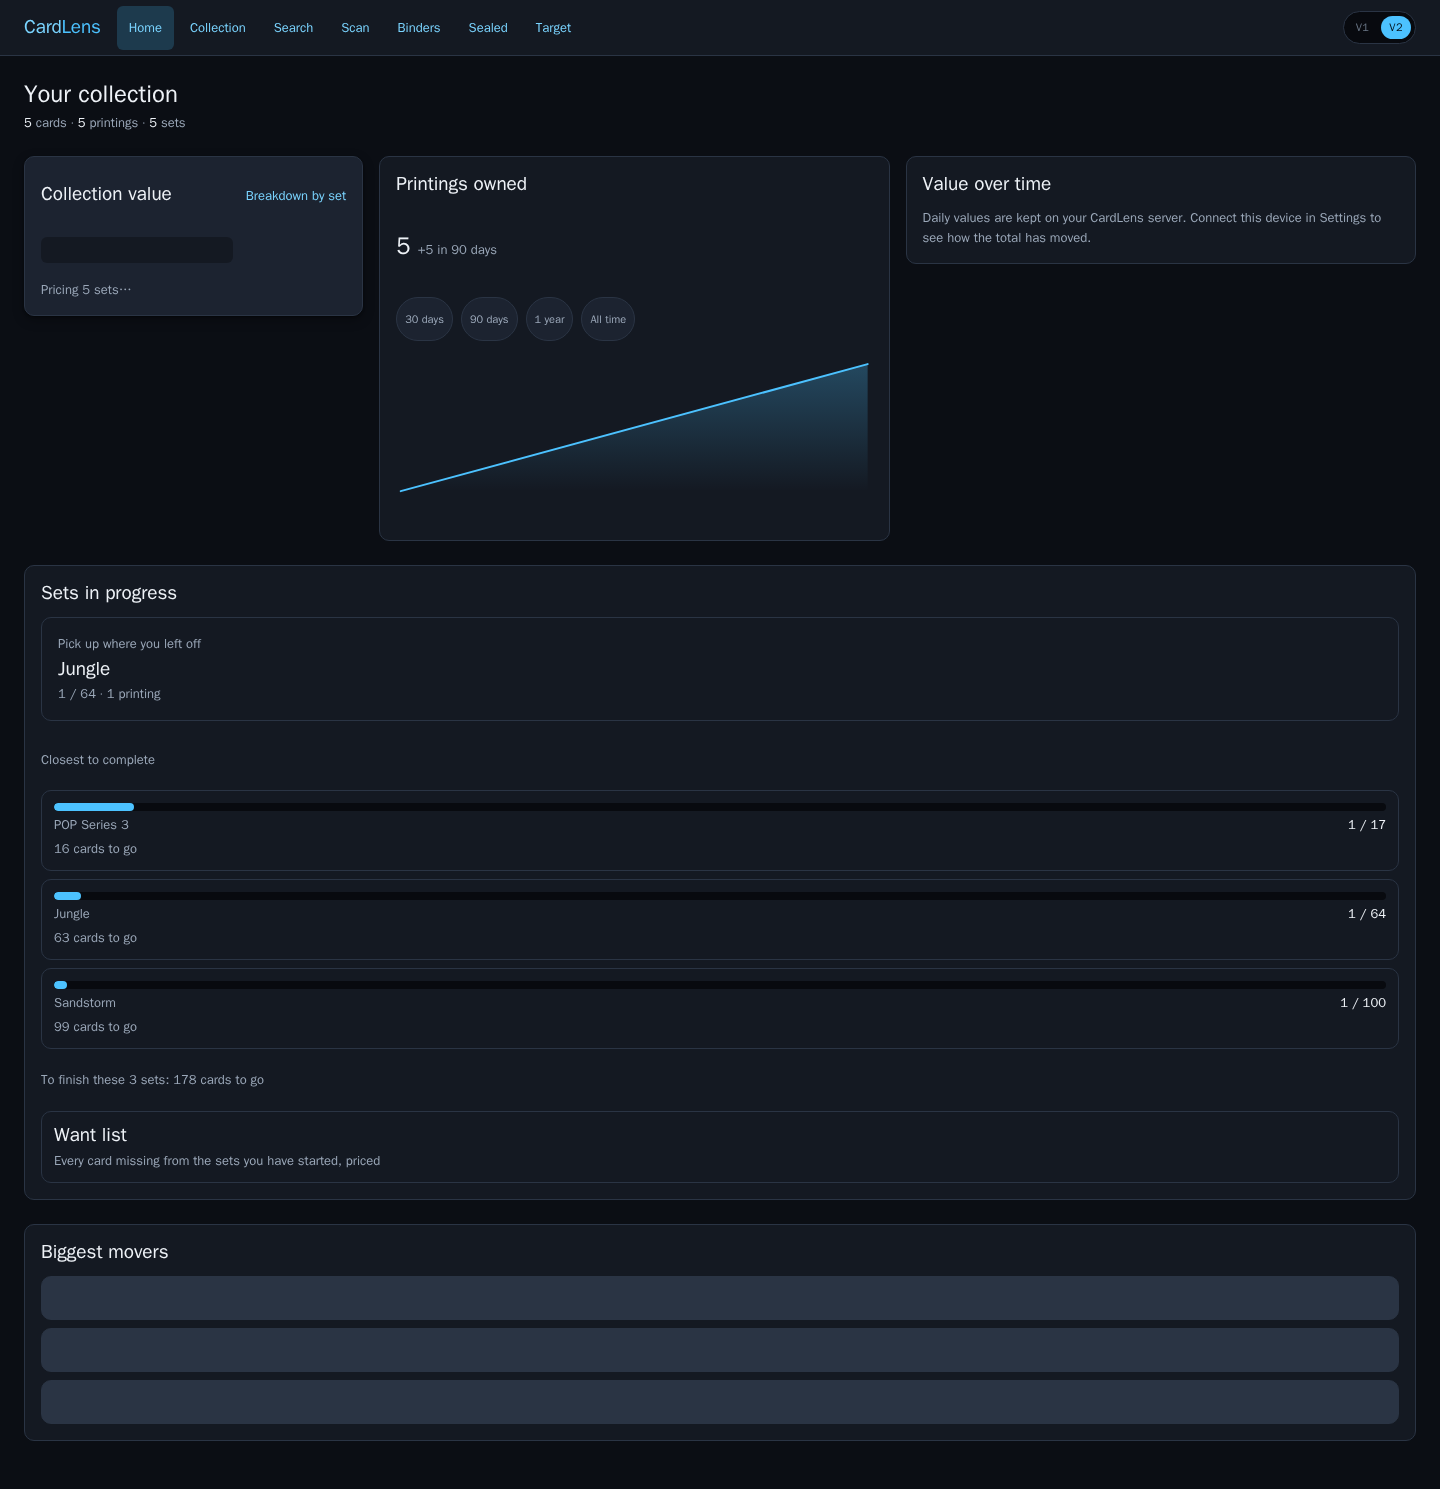 CardLens
Home
Collection
Search
Scan
Binders
Sealed
Target
V1
V2
Your collection
5 cards · 5 printings · 5 sets
Collection value
Breakdown by set
Pricing 5 sets…
Printings owned
5 +5 in 90 days
30 days
90 days
1 year
All time
Value over time
Daily values are kept on your CardLens server. Connect this device in Settings to
see how the total has moved.
Sets in progress
Pick up where you left off
Jungle
1 / 64 · 1 printing
Closest to complete
POP Series 3
1 / 17
16 cards to go
Jungle
1 / 64
63 cards to go
Sandstorm
1 / 100
99 cards to go
To finish these 3 sets: 178 cards to go
Want list
Every card missing from the sets you have started, priced
Biggest movers